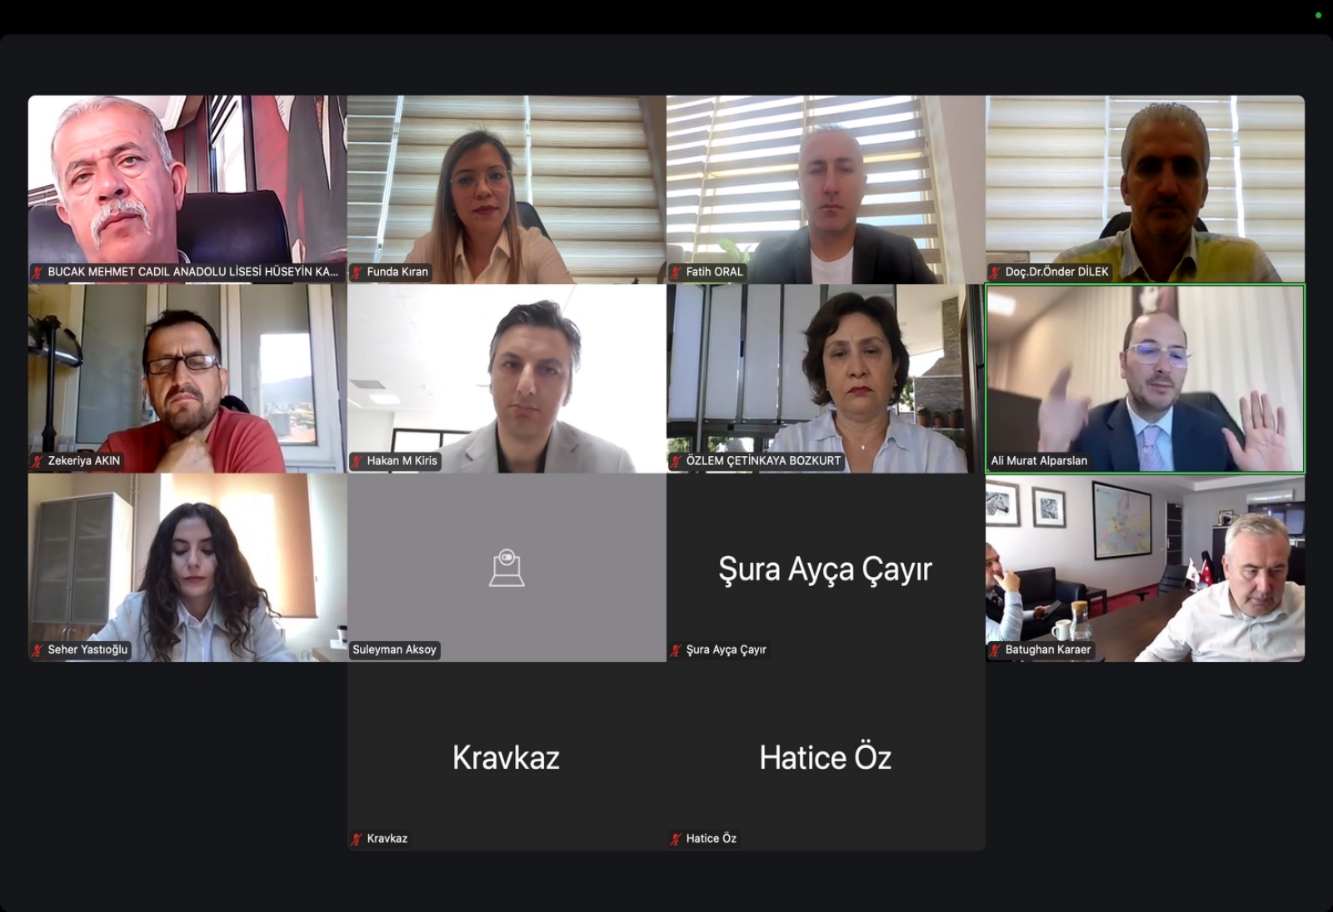 BUCAK MEHMET CADIL ANADOLU LİSESİ HÜSEYİN KA...
Funda Kıran
Fatih ORAL
Doç.Dr.Önder DİLEK
Zekeriya AKIN
Hakan M Kiris
ÖZLEM ÇETİNKAYA BOZKURT
Ali Murat Alparslan
Seher Yastıoğlu
Suleyman Aksoy
Şura Ayça Çayır
Şura Ayça Çayır
Batughan Karaer
Kravkaz
Hatice Öz
Kravkaz
Hatice Öz